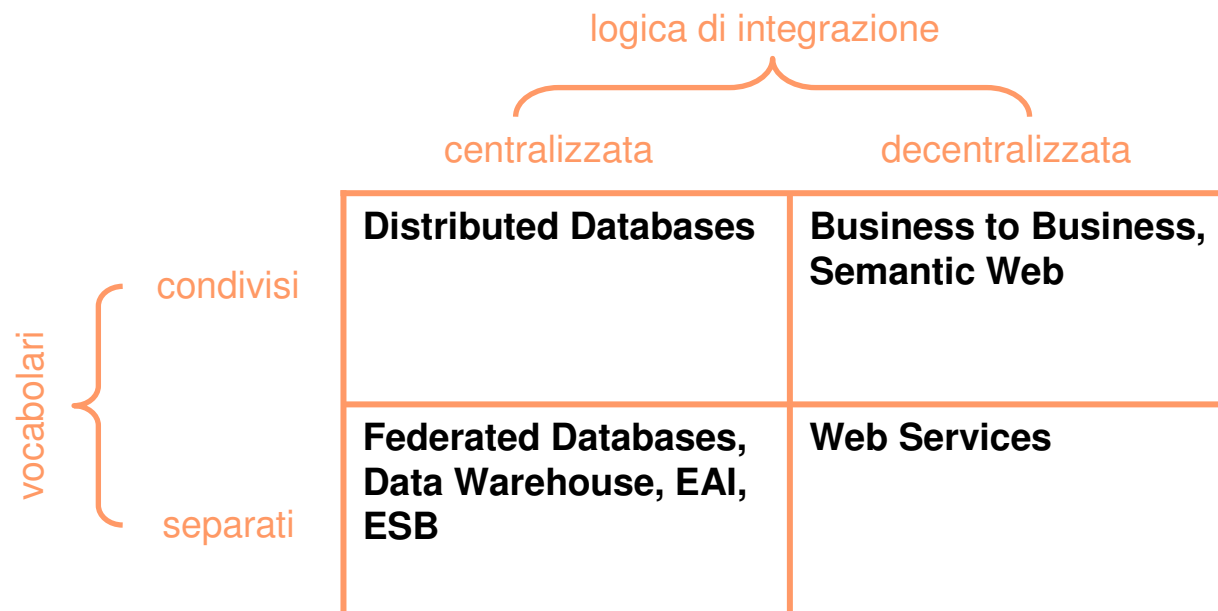 logica di integrazione
centralizzata
decentralizzata
vocabolari
condivisi
Distributed Databases
Business to Business,
Semantic Web
separati
Federated Databases,
Data Warehouse, EAI,
ESB
Web Services